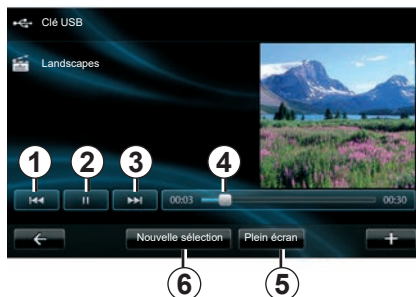 Clé USB
Landscapes
1 2 3 4
00:03 00:30
Nouvelle sélection Plein écran
6 5